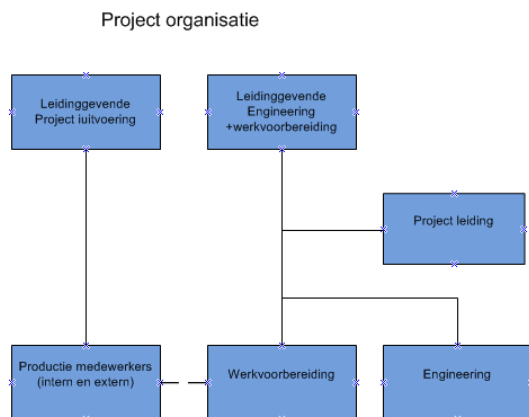 Project organisatie
Leidinggevende
Project iuitvoering
Leidinggevende
Engineering
+werkvoorbereiding
Project leiding
Productie medewerkers
(intern en extern)
Werkvoorbereiding
Engineering